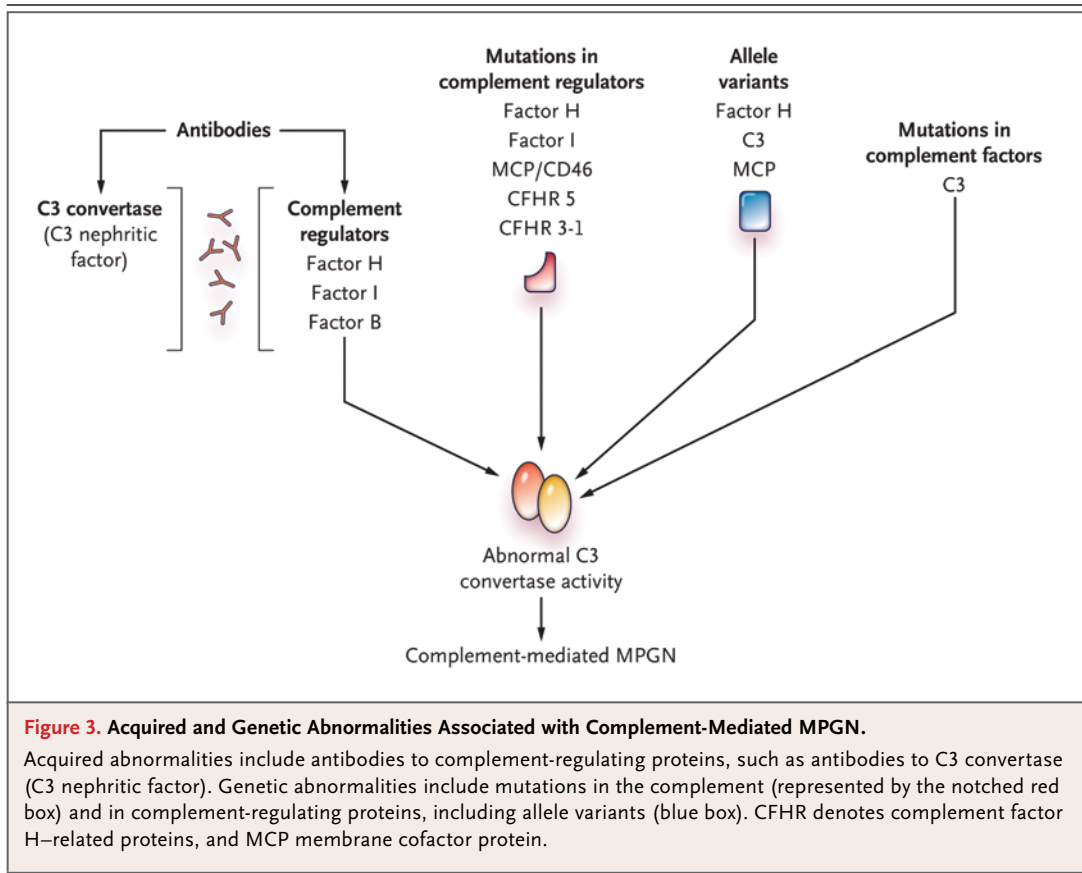 Antibodies
C3 convertase
(C3 nephritic
factor)
Complement
regulators
Factor H
Factor I
Factor B
Mutations in
complement regulators
Factor H
Factor I
MCP/CD46
CFHR 5
CFHR 3-1
Allele
variants
Factor H
C3
MCP
Mutations in
complement factors
C3
Abnormal C3
convertase activity
Complement-mediated MPGN
Figure 3. Acquired and Genetic Abnormalities Associated with Complement-Mediated MPGN.
Acquired abnormalities include antibodies to complement-regulating proteins, such as antibodies to C3 convertase
(C3 nephritic factor). Genetic abnormalities include mutations in the complement (represented by the notched red
box) and in complement-regulating proteins, including allele variants (blue box). CFHR denotes complement factor
H–related proteins, and MCP membrane cofactor protein.